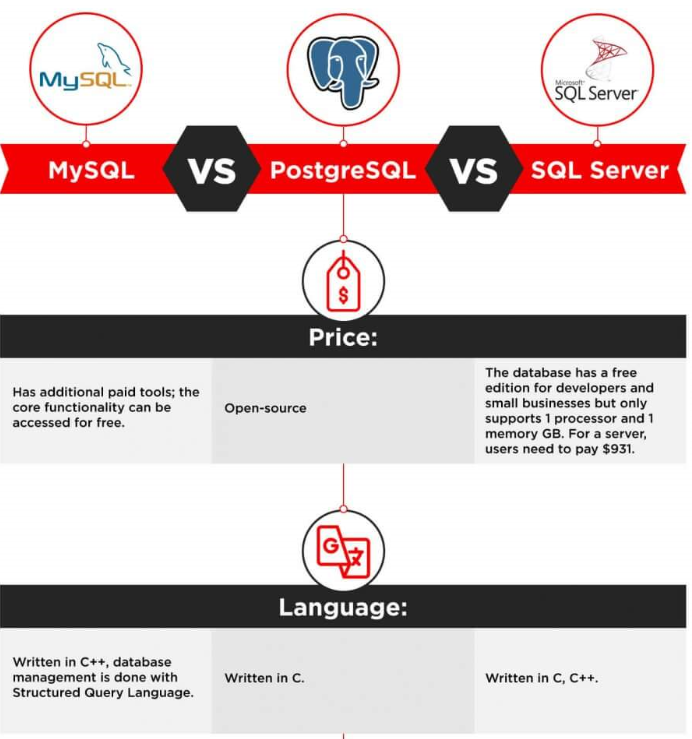 MySQL
Microsoft
SQL Server
MySQL VS PostgreSQL VS SQL Server
$
Price:
Has additional paid tools; the
core functionality can be
accessed for free.
Open-source
The database has a free
edition for developers and
small businesses but only
supports 1 processor and 1
memory GB. For a server,
users need to pay $931.
G 文
Language:
Written in C++, database
management is done with
Structured Query Language.
Written in C.
Written in C, C++.